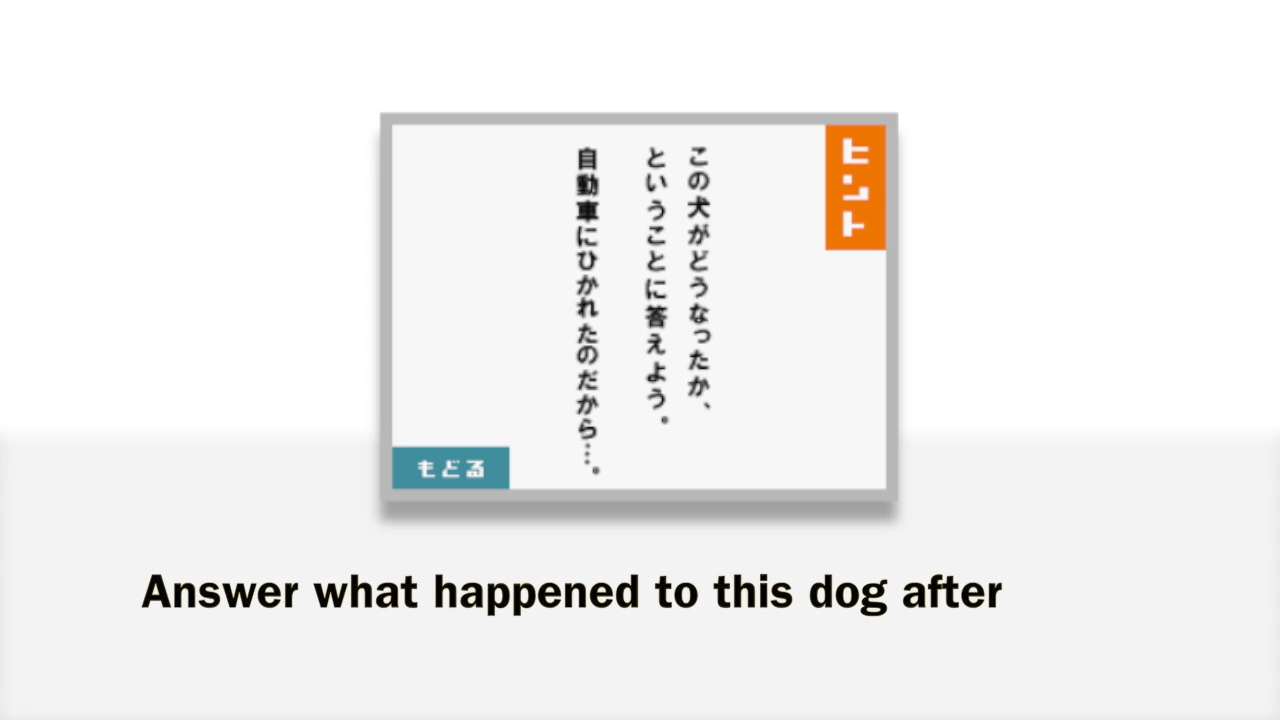 ヒント
この犬がどうなったか、
ということに答えよう。
自動車にひかれたのだから…。
もどる
Answer what happened to this dog after